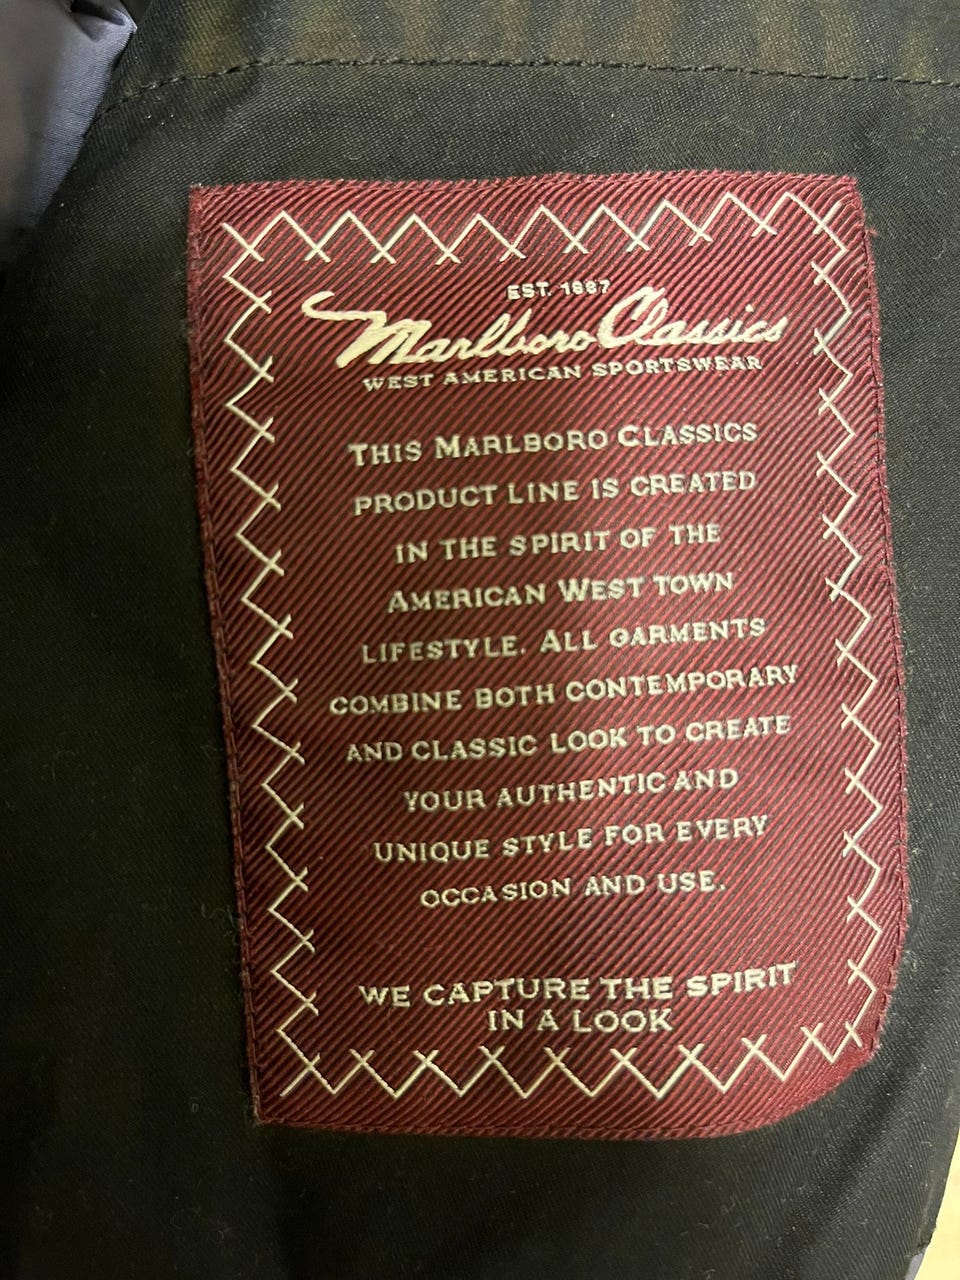 EST. 1987
Marlboro Classics
WEST AMERICAN SPORTSWEAR
THIS MARLBORO CLASSICS
PRODUCT LINE IS CREATED
IN THE SPIRIT OF THE
AMERICAN WEST TOWN
LIFESTYLE. ALL GARMENTS
COMBINE BOTH CONTEMPORARY
AND CLASSIC LOOK TO CREATE
YOUR AUTHENTIC AND
UNIQUE STYLE FOR EVERY
OCCASION AND USE.
WE CAPTURE THE SPIRIT
IN A LOOK